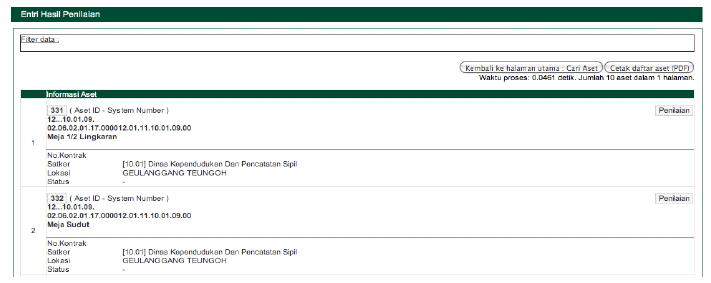 Entri Hasil Penilaian
Filter data :
Kembali ke halaman utama : Cari Aset Cetak daftar aset (PDF)
Waktu proses: 0.0461 detik. Jumlah 10 aset dalam 1 halaman.
Informasi Aset
331 ( Aset ID - System Number ) Penilaian
12...10.01.09.
02.06.02.01.17.000012.01.11.10.01.09.00
1 Meja 1/2 Lingkaran
No.Kontrak
Satker [10.01] Dinas Kependudukan Dan Pencatatan Sipil
Lokasi GEULANGGANG TEUNGOH
Status -
332 ( Aset ID - System Number ) Penilaian
12...10.01.09.
02.06.02.01.17.000012.01.11.10.01.09.00
2 Meja Sudut
No.Kontrak
Satker [10.01] Dinas Kependudukan Dan Pencatatan Sipil
Lokasi GEULANGGANG TEUNGOH
Status -